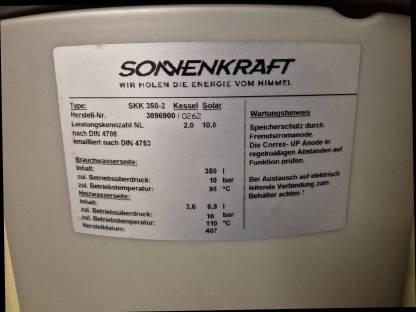 SONNENKRAFT
WIR HOLEN DIE ENERGIE VOM HIMMEL
Type: SKK 350-2 Kessel Solar
Herstell-Nr. 3096900 / 0262
Leistungskennzahl NL 2,0 10,0
nach DIN 4708
emailliert nach DIN 4753
Brauchwasserseite:
Inhalt: 350 l
zul. Betriebsüberdruck: 10 bar
zul. Betriebstemperatur: 95 °C
Heizwasserseite:
Inhalt: 3,6 6,9 l
zul. Betriebsüberdruck: 16 bar
zul. Betriebstemperatur: 110 °C
Herstelldatum: 407
Wartungshinweis
Speicherschutz durch
Fremdstromanode.
Die Correx- UP Anode in
regelmäßigen Abständen auf
Funktion prüfen.
Bei Austausch auf elektrisch
leitende Verbindung zum
Behälter achten !